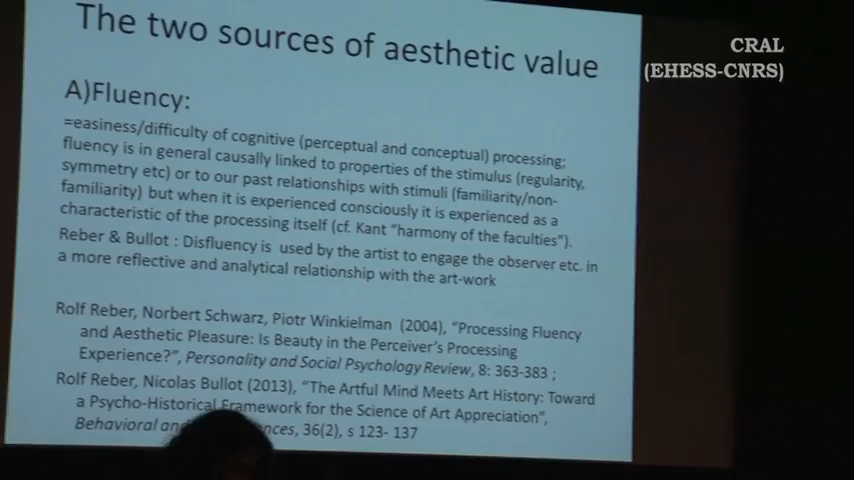 The two sources of aesthetic value
CRAL
(EHESS-CNRS)
A)Fluency:
=easiness/difficulty of cognitive (perceptual and conceptual) processing;
fluency is in general causally linked to properties of the stimulus (regularity,
symmetry etc) or to our past relationships with stimuli (familiarity/non-
familiarity) but when it is experienced consciously it is experienced as a
characteristic of the processing itself (cf. Kant "harmony of the faculties").
Reber & Bullot : Disfluency is used by the artist to engage the observer etc. in
a more reflective and analytical relationship with the art-work
Rolf Reber, Norbert Schwarz, Piotr Winkielman (2004), "Processing Fluency
and Aesthetic Pleasure: Is Beauty in the Perceiver's Processing
Experience?", Personality and Social Psychology Review, 8: 363-383 ;
Rolf Reber, Nicolas Bullot (2013), "The Artful Mind Meets Art History: Toward
a Psycho-Historical Framework for the Science of Art Appreciation",
Behavioral 36(2), s 123- 137